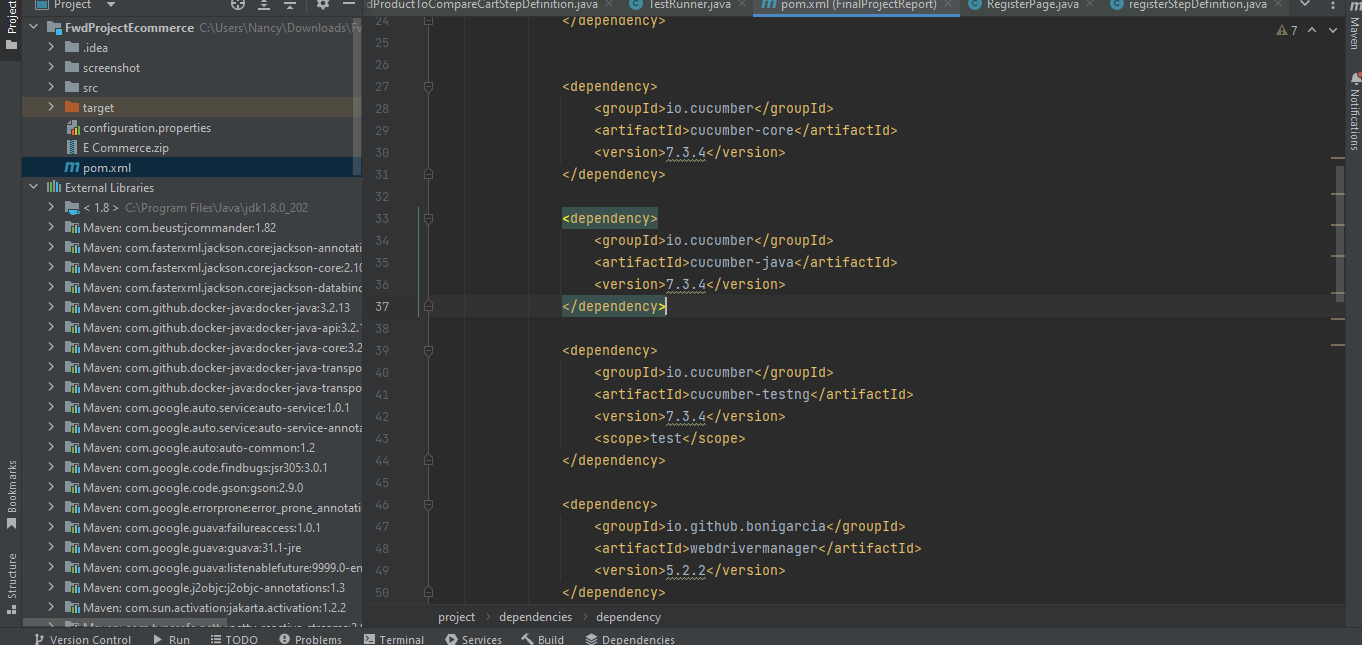 Project
FwdProjectEcommerce C:\Users\Nancy\Downloads\Fw
.idea
screenshot
src
target
configuration.properties
E Commerce.zip
pom.xml
External Libraries
< 1.8 > C:\Program Files\Java\jdk1.8.0_202
Maven: com.beust:jcommander:1.82
Maven: com.fasterxml.jackson.core:jackson-annotati
Maven: com.fasterxml.jackson.core:jackson-core:2.10
Maven: com.fasterxml.jackson.core:jackson-databind
Maven: com.github.docker-java:docker-java:3.2.13
Maven: com.github.docker-java:docker-java-api:3.2.1
Maven: com.github.docker-java:docker-java-core:3.2
Maven: com.github.docker-java:docker-java-transpo
Maven: com.github.docker-java:docker-java-transpo
Maven: com.google.auto.service:auto-service:1.0.1
Maven: com.google.auto.service:auto-service-annota
Maven: com.google.auto:auto-common:1.2
Maven: com.google.code.findbugs:jsr305:3.0.1
Maven: com.google.code.gson:gson:2.9.0
Maven: com.google.errorprone:error_prone_annotati
Maven: com.google.guava:failureaccess:1.0.1
Maven: com.google.guava:guava:31.1-jre
Maven: com.google.guava:listenablefuture:9999.0-em
Maven: com.google.j2objc:j2objc-annotations:1.3
Maven: com.sun.activation:jakarta.activation:1.2.2
Project
Bookmarks
Structure
dProductToCompareCartStepDefinition.java TestRunner.java pom.xml (FinalProjectReport) RegisterPage.java registerStepDefinition.java
7
24 </dependency>
25
26
27 <dependency>
28 <groupId>io.cucumber</groupId>
29 <artifactId>cucumber-core</artifactId>
30 <version>7.3.4</version>
31 </dependency>
32
33 <dependency>
34 <groupId>io.cucumber</groupId>
35 <artifactId>cucumber-java</artifactId>
36 <version>7.3.4</version>
37 </dependency>
38
39 <dependency>
40 <groupId>io.cucumber</groupId>
41 <artifactId>cucumber-testng</artifactId>
42 <version>7.3.4</version>
43 <scope>test</scope>
44 </dependency>
45
46 <dependency>
47 <groupId>io.github.bonigarcia</groupId>
48 <artifactId>webdrivermanager</artifactId>
49 <version>5.2.2</version>
50 </dependency>
project dependencies dependency
Maven
Notifications
Version Control Run TODO Problems Terminal Services Build Dependencies